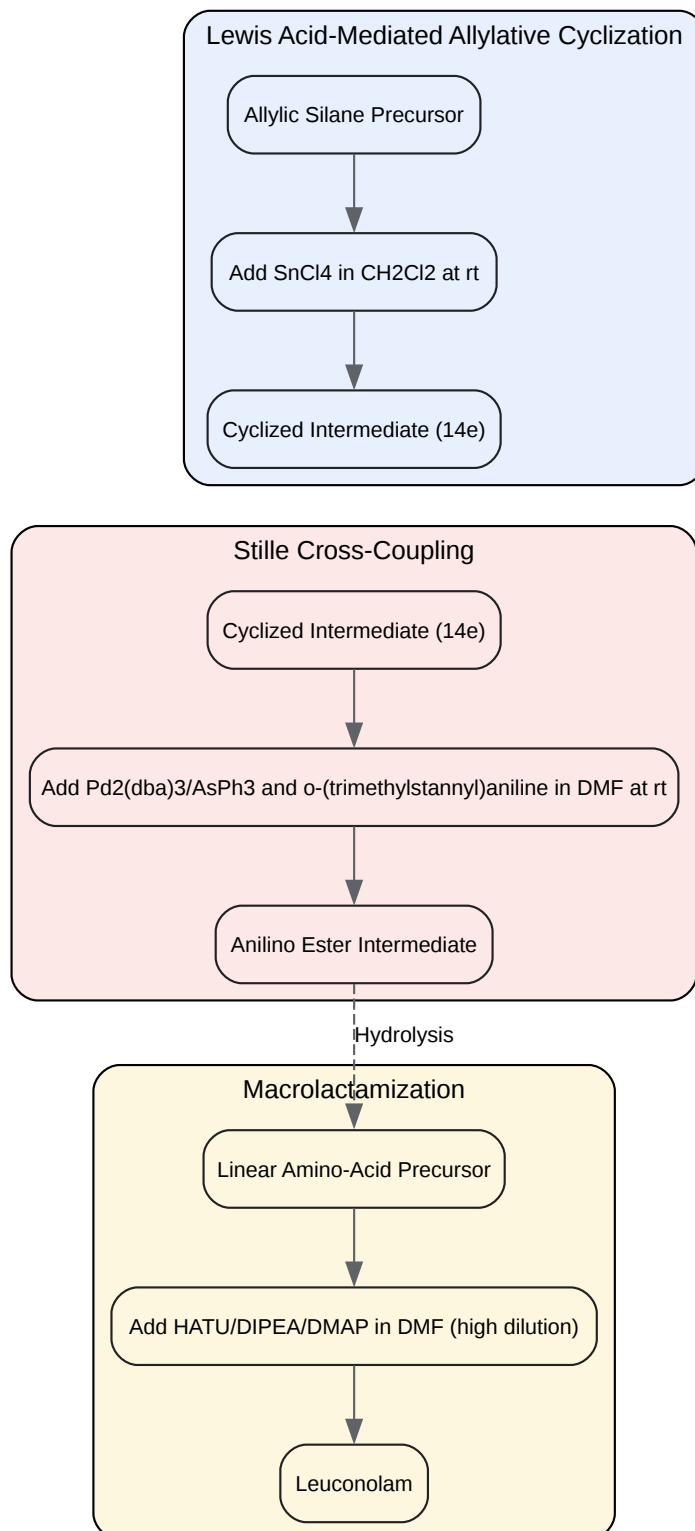 Lewis Acid-Mediated Allylative Cyclization
Allylic Silane Precursor
Add SnCl4 in CH2Cl2 at rt
Cyclized Intermediate (14e)
Stille Cross-Coupling
Cyclized Intermediate (14e)
Add Pd2(dba)3/AsPh3 and o-(trimethylstannyl)aniline in DMF at rt
Anilino Ester Intermediate
Hydrolysis
Macrolactamization
Linear Amino-Acid Precursor
Add HATU/DIPEA/DMAP in DMF (high dilution)
Leuconolam